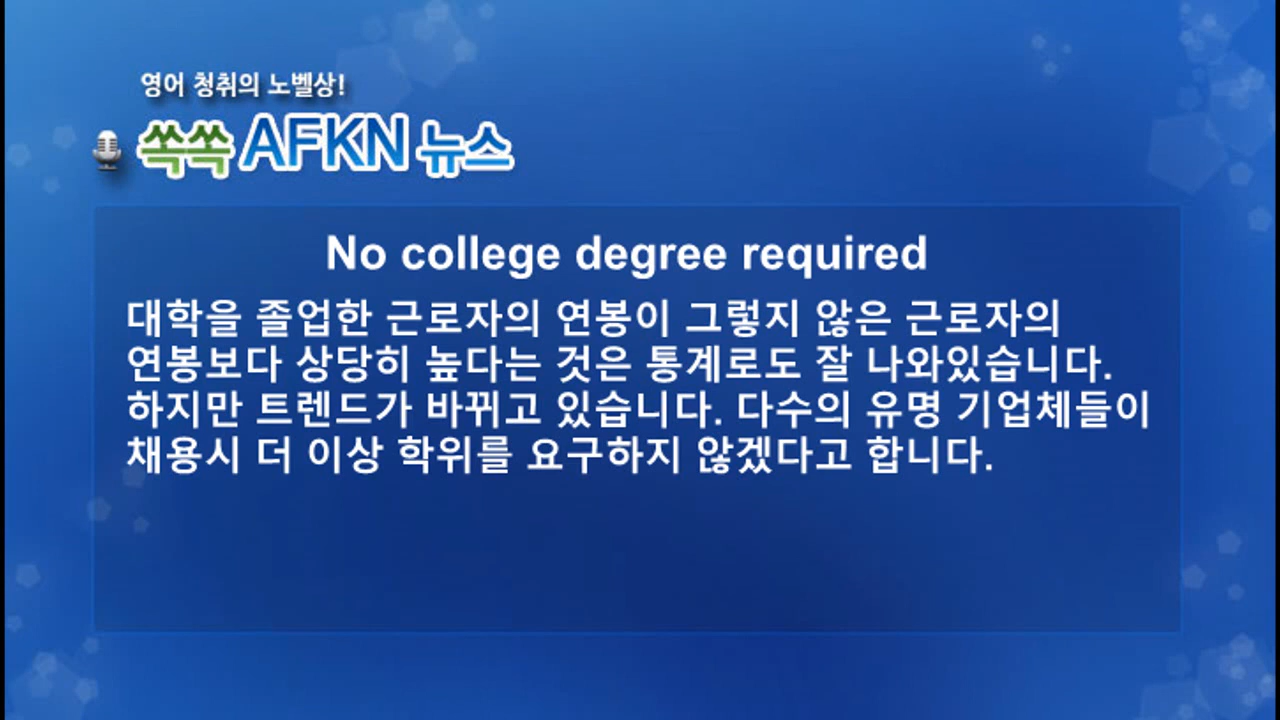 영어 청취의 노벨상!
쏙쏙 AFKN 뉴스
No college degree required
대학을 졸업한 근로자의 연봉이 그렇지 않은 근로자의
연봉보다 상당히 높다는 것은 통계로도 잘 나와있습니다.
하지만 트렌드가 바뀌고 있습니다. 다수의 유명 기업체들이
채용시 더 이상 학위를 요구하지 않겠다고 합니다.